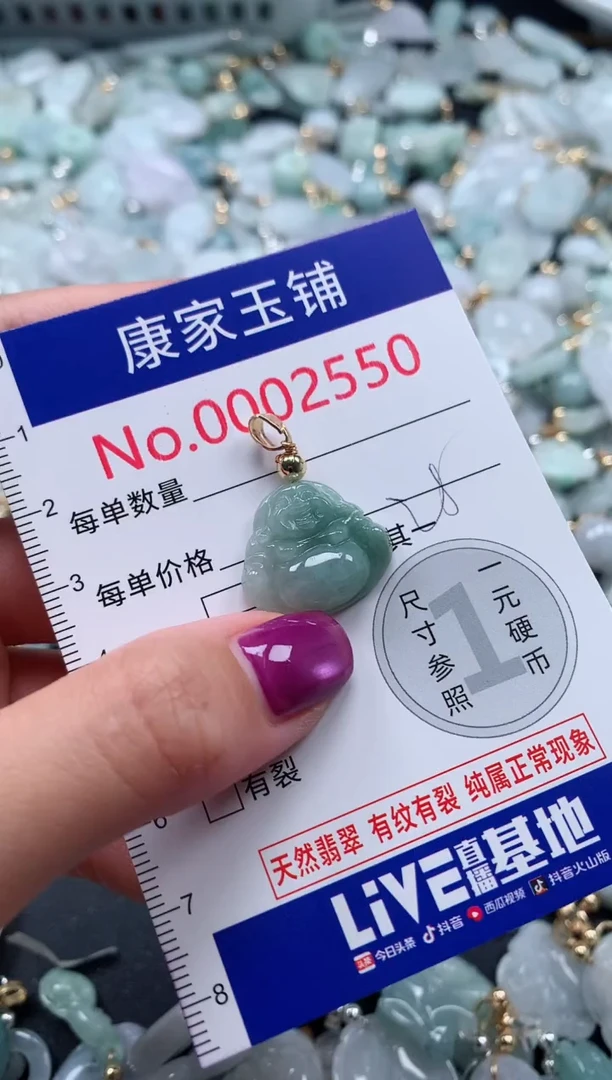 康家玉铺
No.0002550
1
每单数量
2
每单价格
其
3
尺寸参照
1
一元硬币
有裂
6
天然翡翠 有纹有裂 纯属正常现象
7
LiVE直播基地
头条 今日头条 抖音 西瓜视频 抖音火山版
8